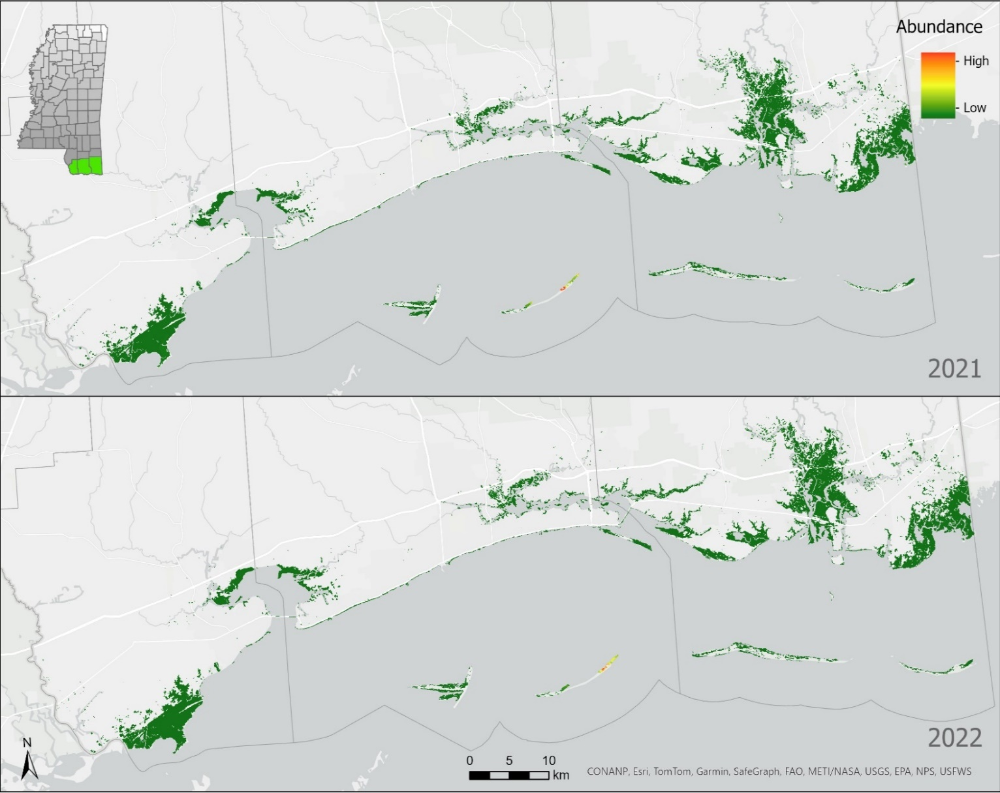 Abundance
High
Low
2021
2022
N
0 5 10
km
CONANP, Esri, TomTom, Garmin, SafeGraph, FAO, METI/NASA, USGS, EPA, NPS, USFWS